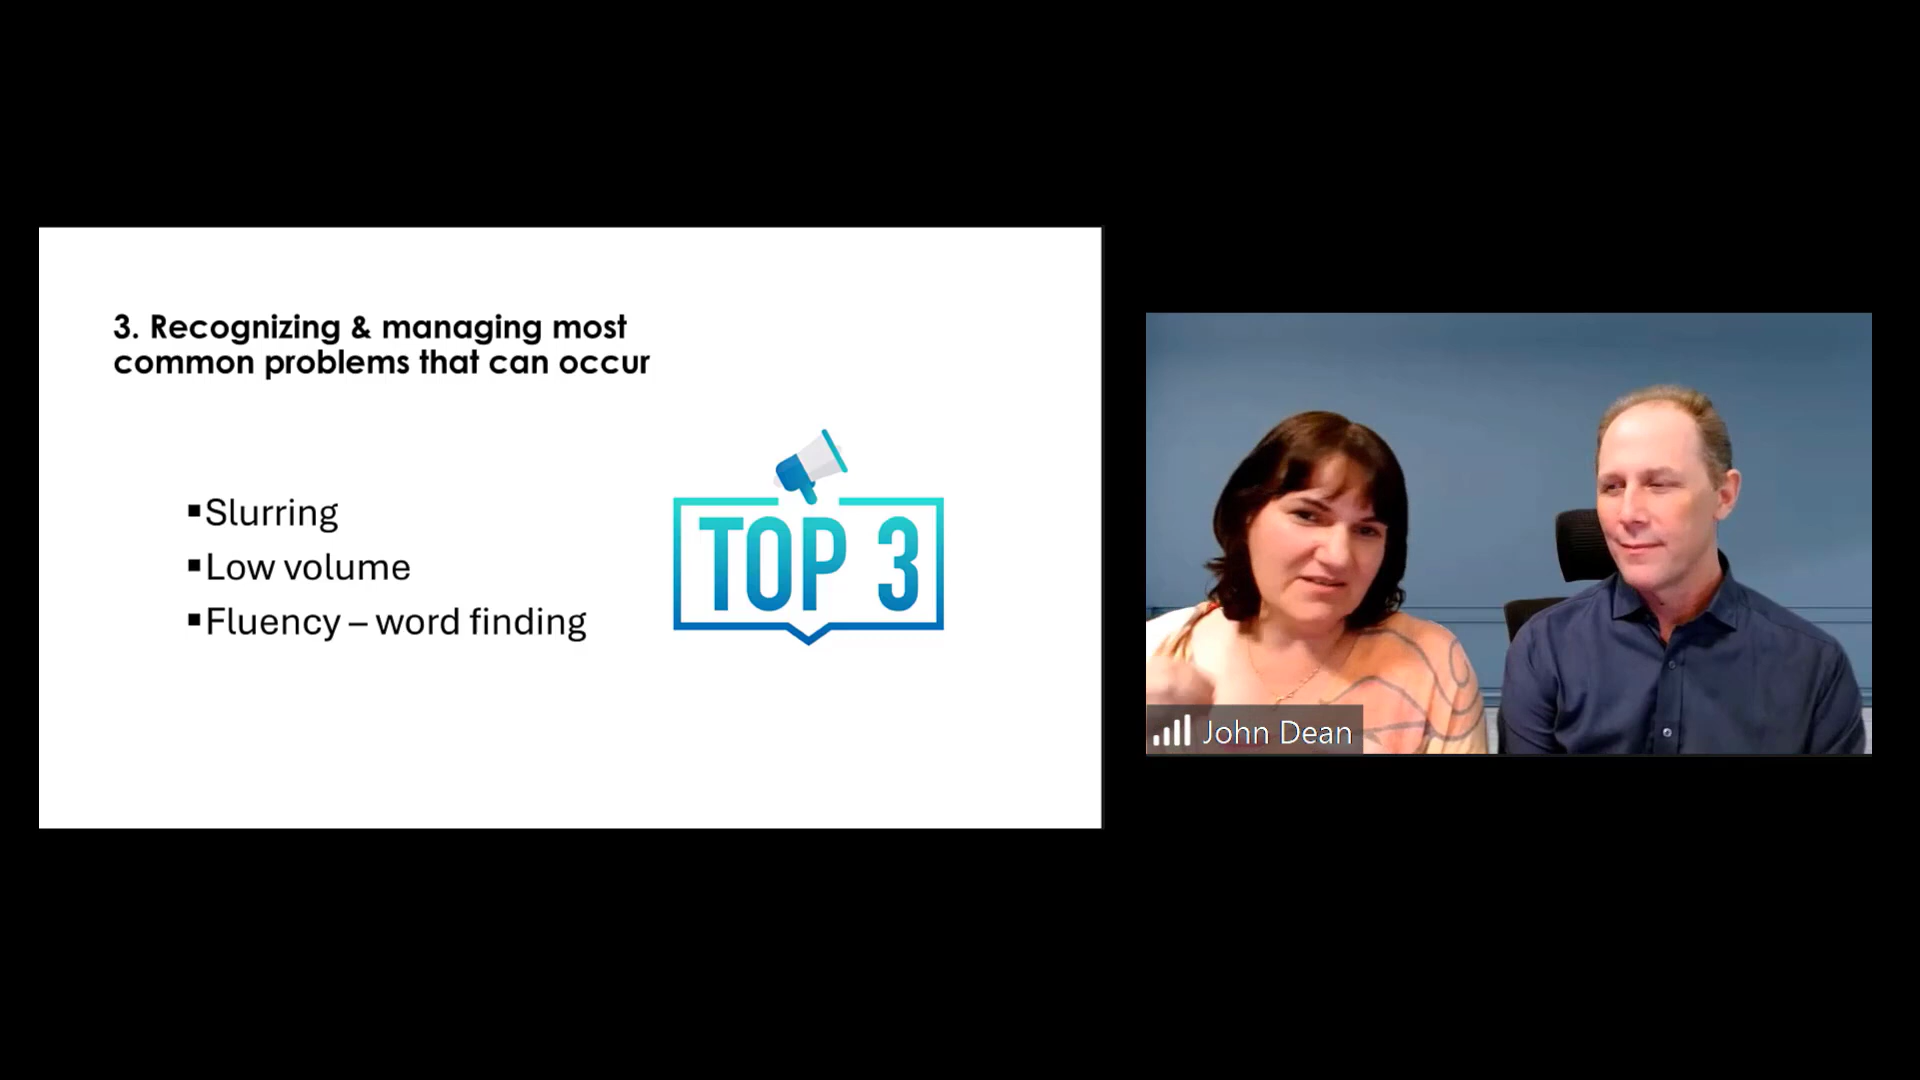 3. Recognizing & managing most
common problems that can occur
▪Slurring
▪Low volume
▪Fluency – word finding
TOP 3
John Dean